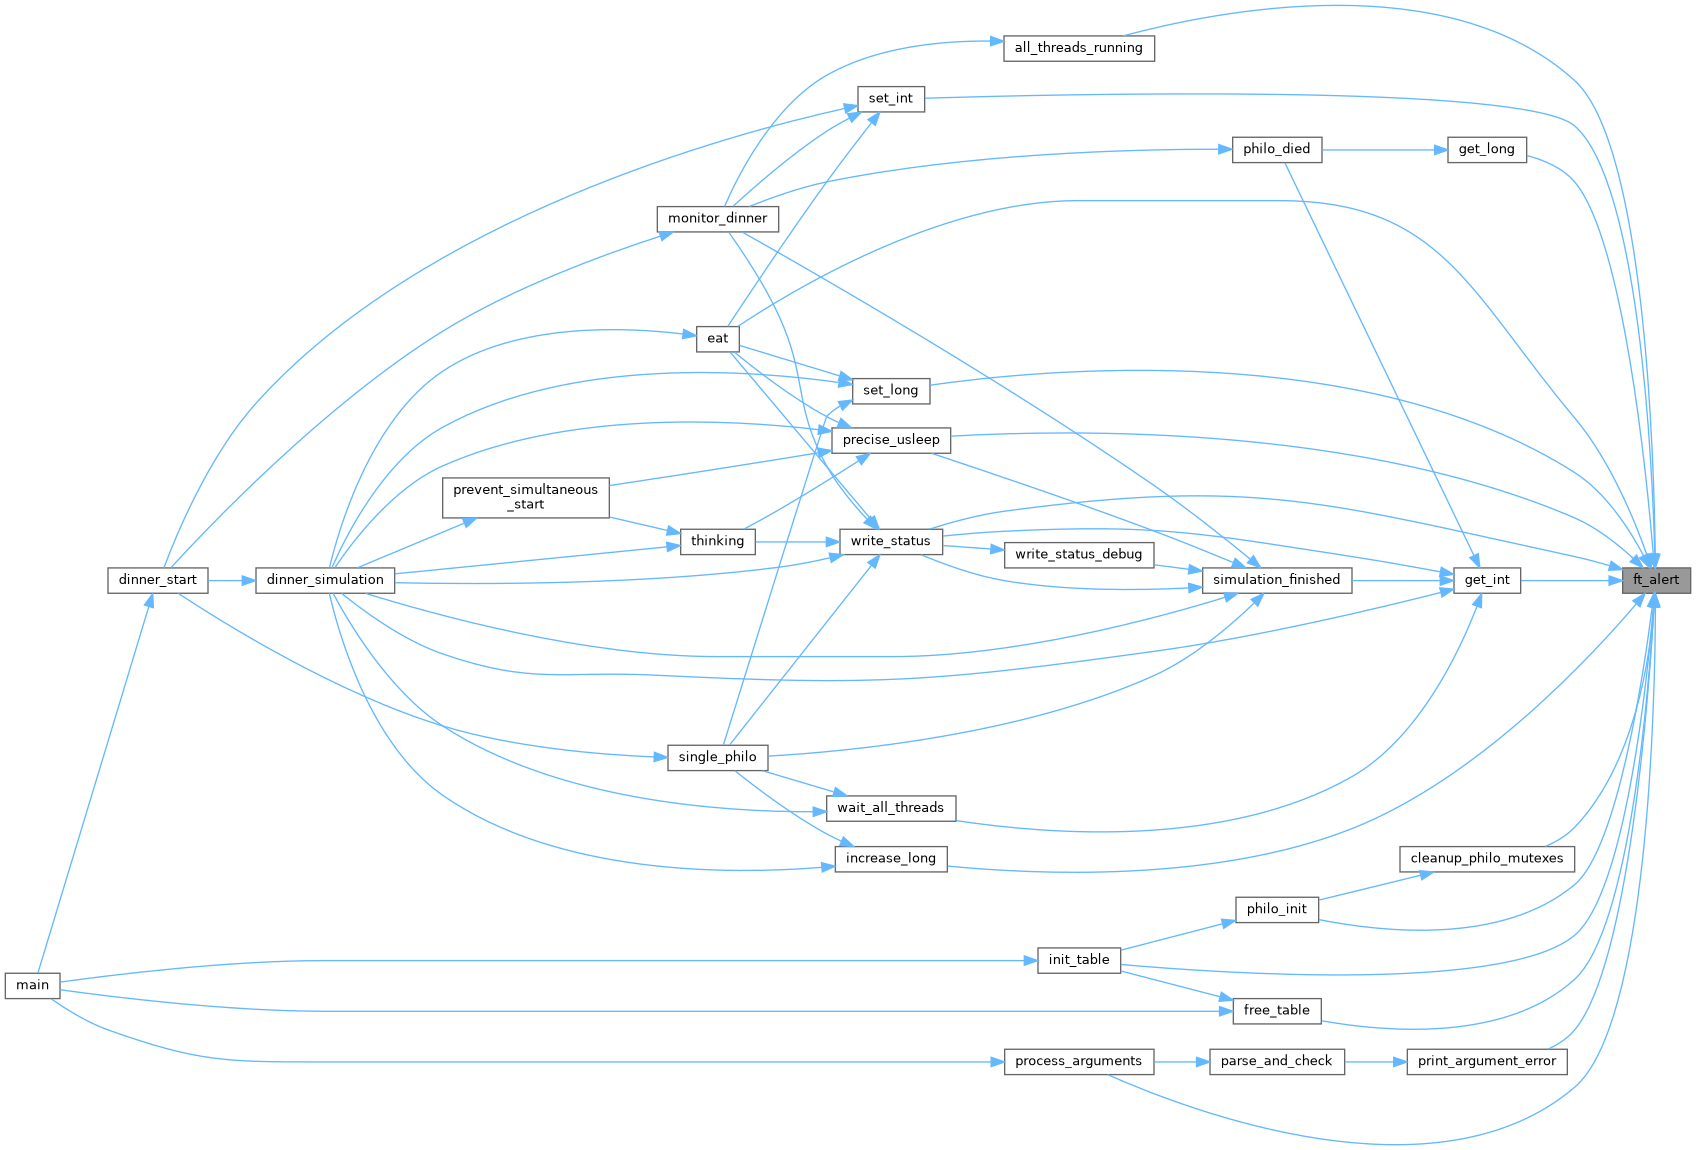 all_threads_running
set_int
philo_died
get_long
monitor_dinner
eat
set_long
precise_usleep
prevent_simultaneous
_start
thinking
write_status
write_status_debug
dinner_start
dinner_simulation
simulation_finished
get_int
ft_alert
single_philo
wait_all_threads
increase_long
cleanup_philo_mutexes
philo_init
init_table
main
free_table
process_arguments
parse_and_check
print_argument_error